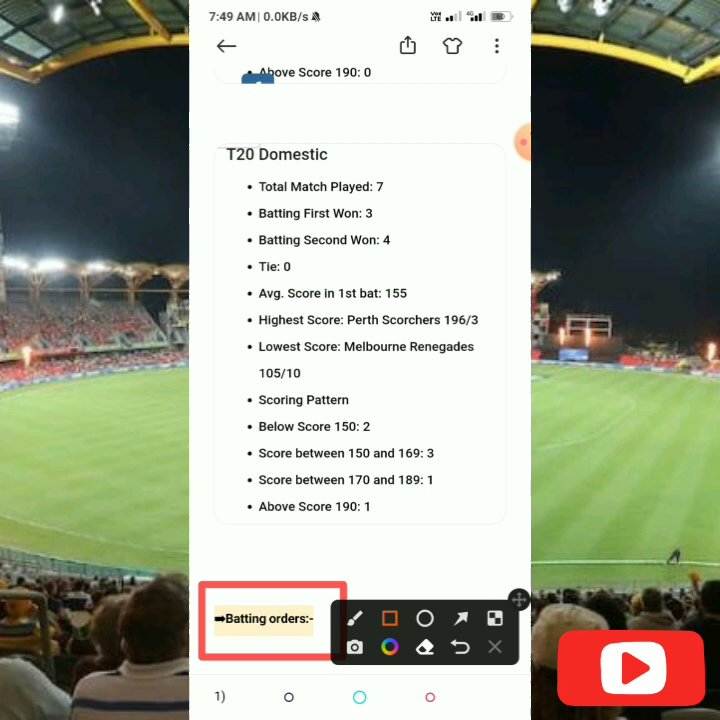 7:49 AM | 0.0KB/s
Vo LTE 4G
Above Score 190: 0
T20 Domestic
Total Match Played: 7
Batting First Won: 3
Batting Second Won: 4
Tie: 0
Avg. Score in 1st bat: 155
Highest Score: Perth Scorchers 196/3
Lowest Score: Melbourne Renegades
105/10
Scoring Pattern
Below Score 150: 2
Score between 150 and 169: 3
Score between 170 and 189: 1
Above Score 190: 1
➡Batting orders:-
1)